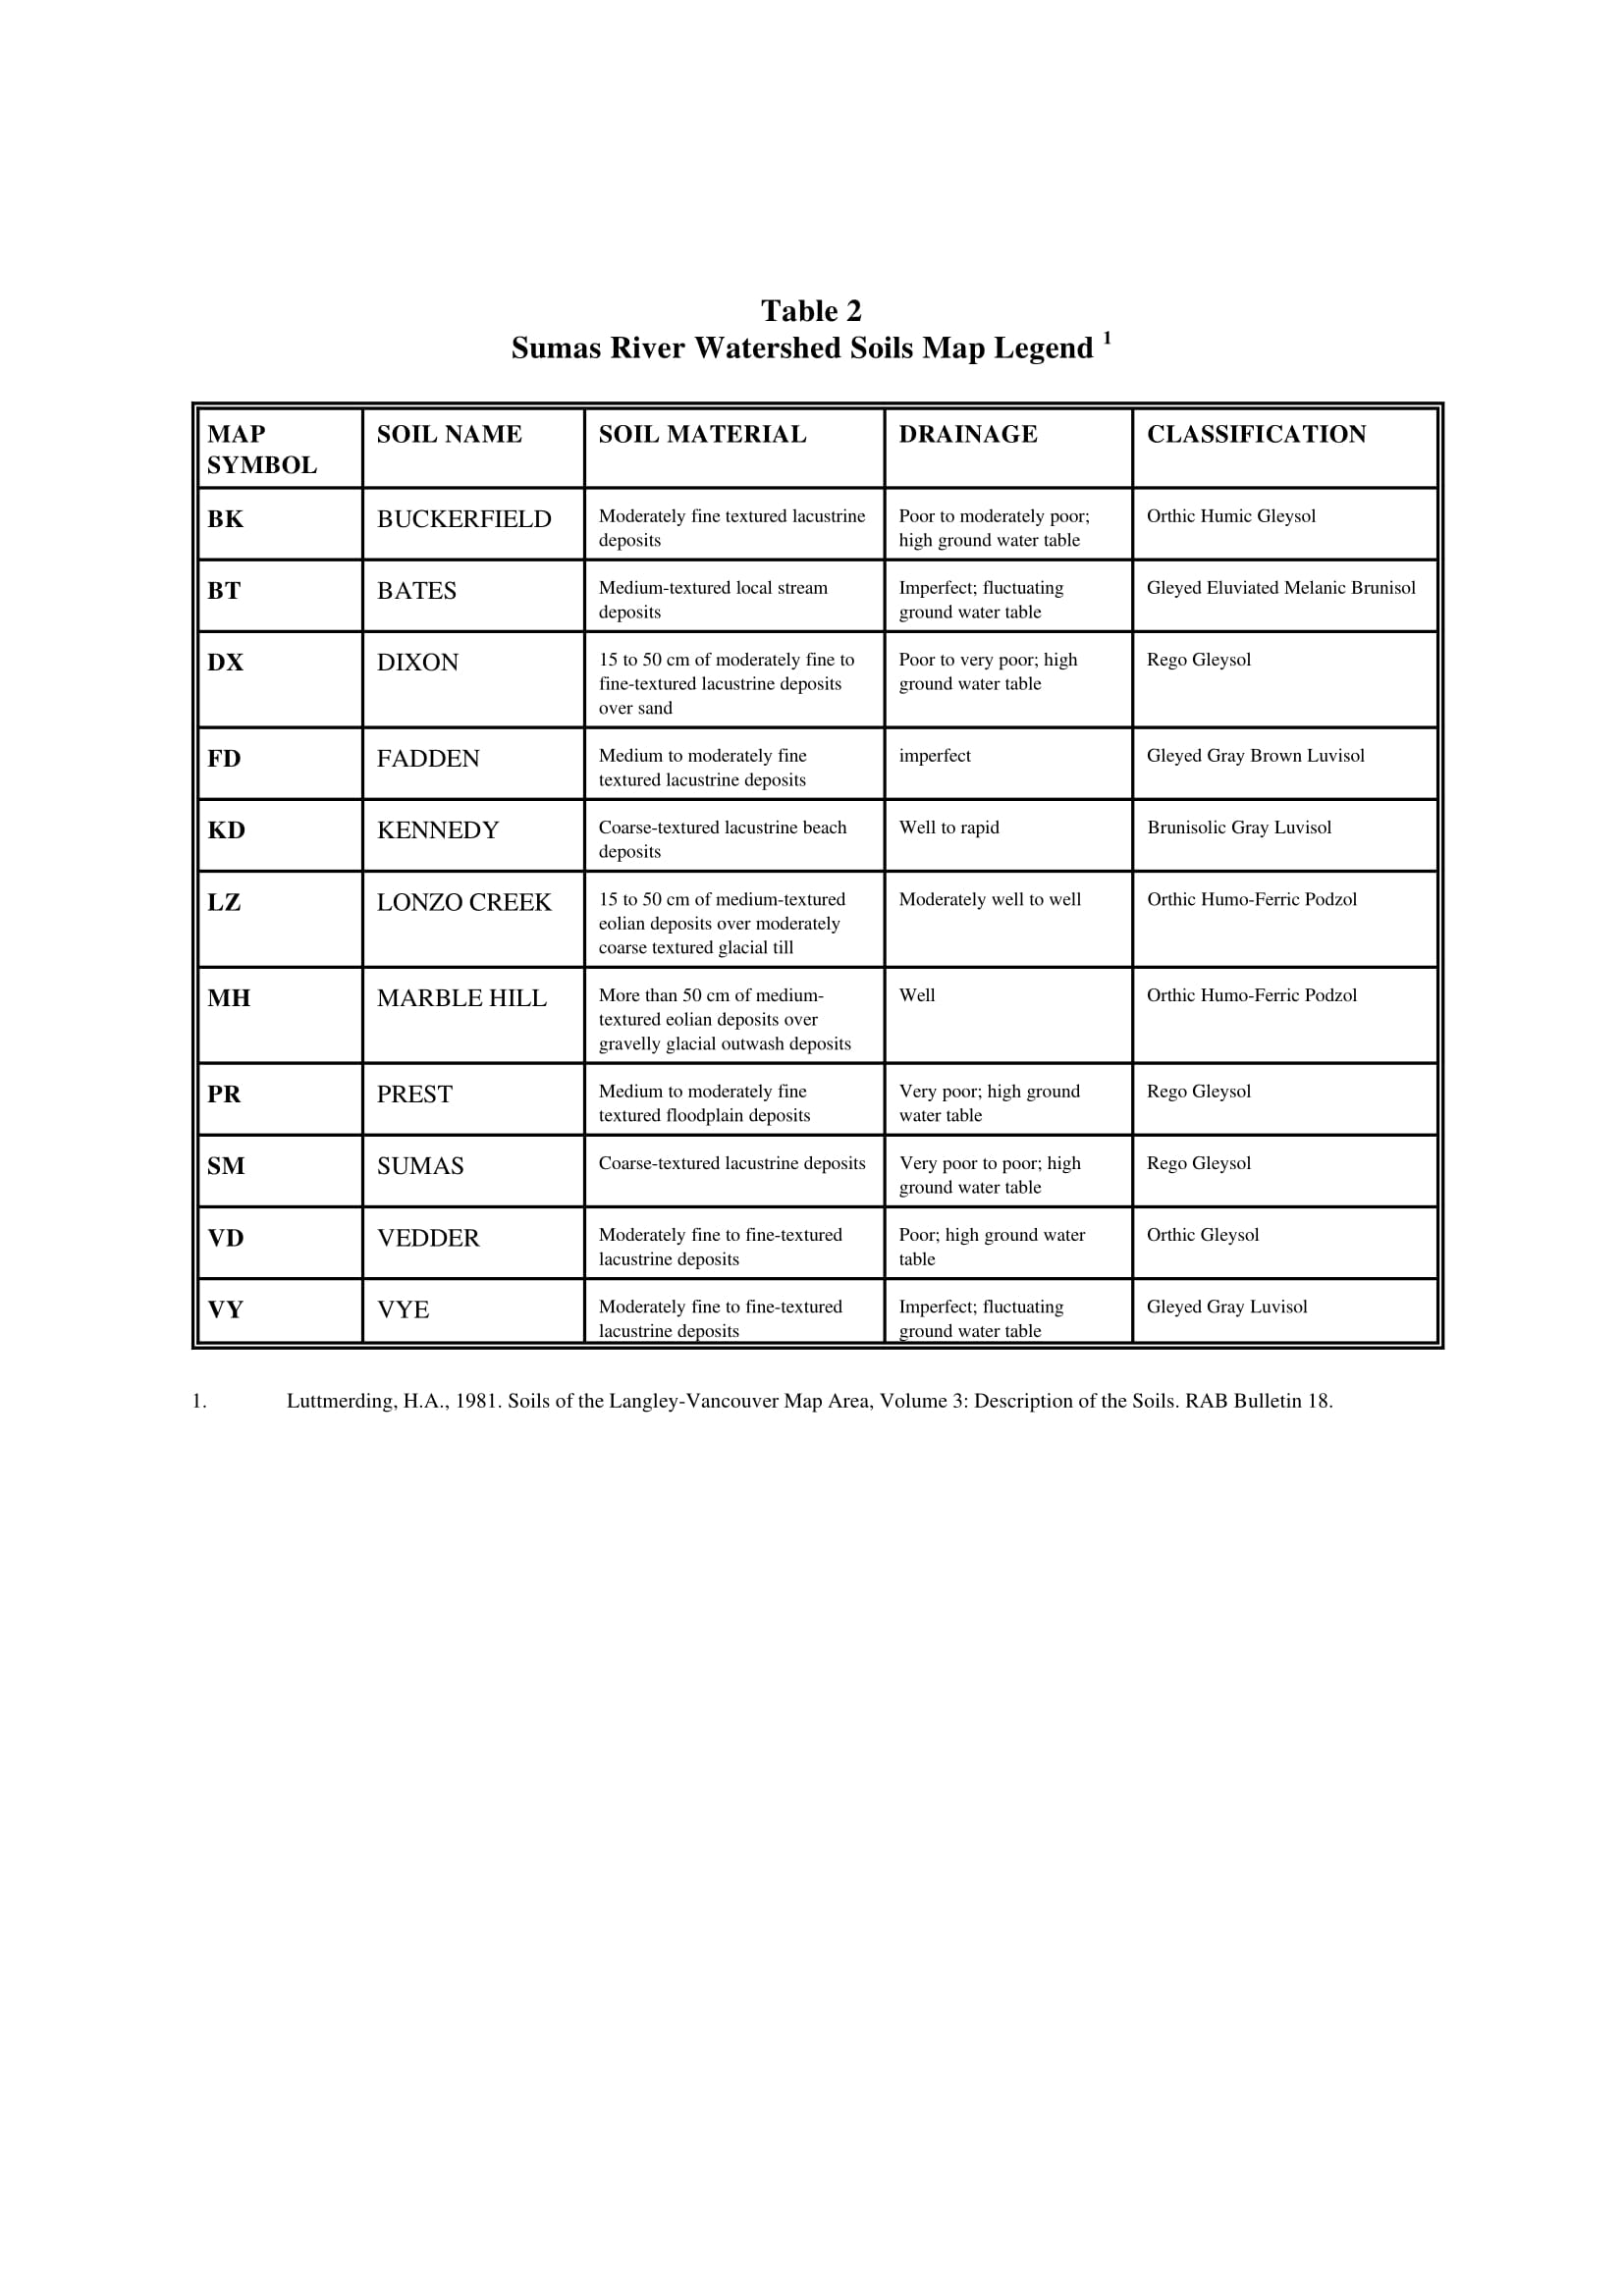 Table 2
Sumas River Watershed Soils Map Legend 1
MAP SYMBOL SOIL NAME SOIL MATERIAL DRAINAGE CLASSIFICATION
BK BUCKERFIELD Moderately fine textured lacustrine deposits Poor to moderately poor; high ground water table Orthic Humic Gleysol
BT BATES Medium-textured local stream deposits Imperfect; fluctuating ground water table Gleyed Eluviated Melanic Brunisol
DX DIXON 15 to 50 cm of moderately fine to fine-textured lacustrine deposits over sand Poor to very poor; high ground water table Rego Gleysol
FD FADDEN Medium to moderately fine textured lacustrine deposits imperfect Gleyed Gray Brown Luvisol
KD KENNEDY Coarse-textured lacustrine beach deposits Well to rapid Brunisolic Gray Luvisol
LZ LONZO CREEK 15 to 50 cm of medium-textured eolian deposits over moderately coarse textured glacial till Moderately well to well Orthic Humo-Ferric Podzol
MH MARBLE HILL More than 50 cm of medium-textured eolian deposits over gravelly glacial outwash deposits Well Orthic Humo-Ferric Podzol
PR PREST Medium to moderately fine textured floodplain deposits Very poor; high ground water table Rego Gleysol
SM SUMAS Coarse-textured lacustrine deposits Very poor to poor; high ground water table Rego Gleysol
VD VEDDER Moderately fine to fine-textured lacustrine deposits Poor; high ground water table Orthic Gleysol
VY VYE Moderately fine to fine-textured lacustrine deposits Imperfect; fluctuating ground water table Gleyed Gray Luvisol
1. Luttmerding, H.A., 1981. Soils of the Langley-Vancouver Map Area, Volume 3: Description of the Soils. RAB Bulletin 18.